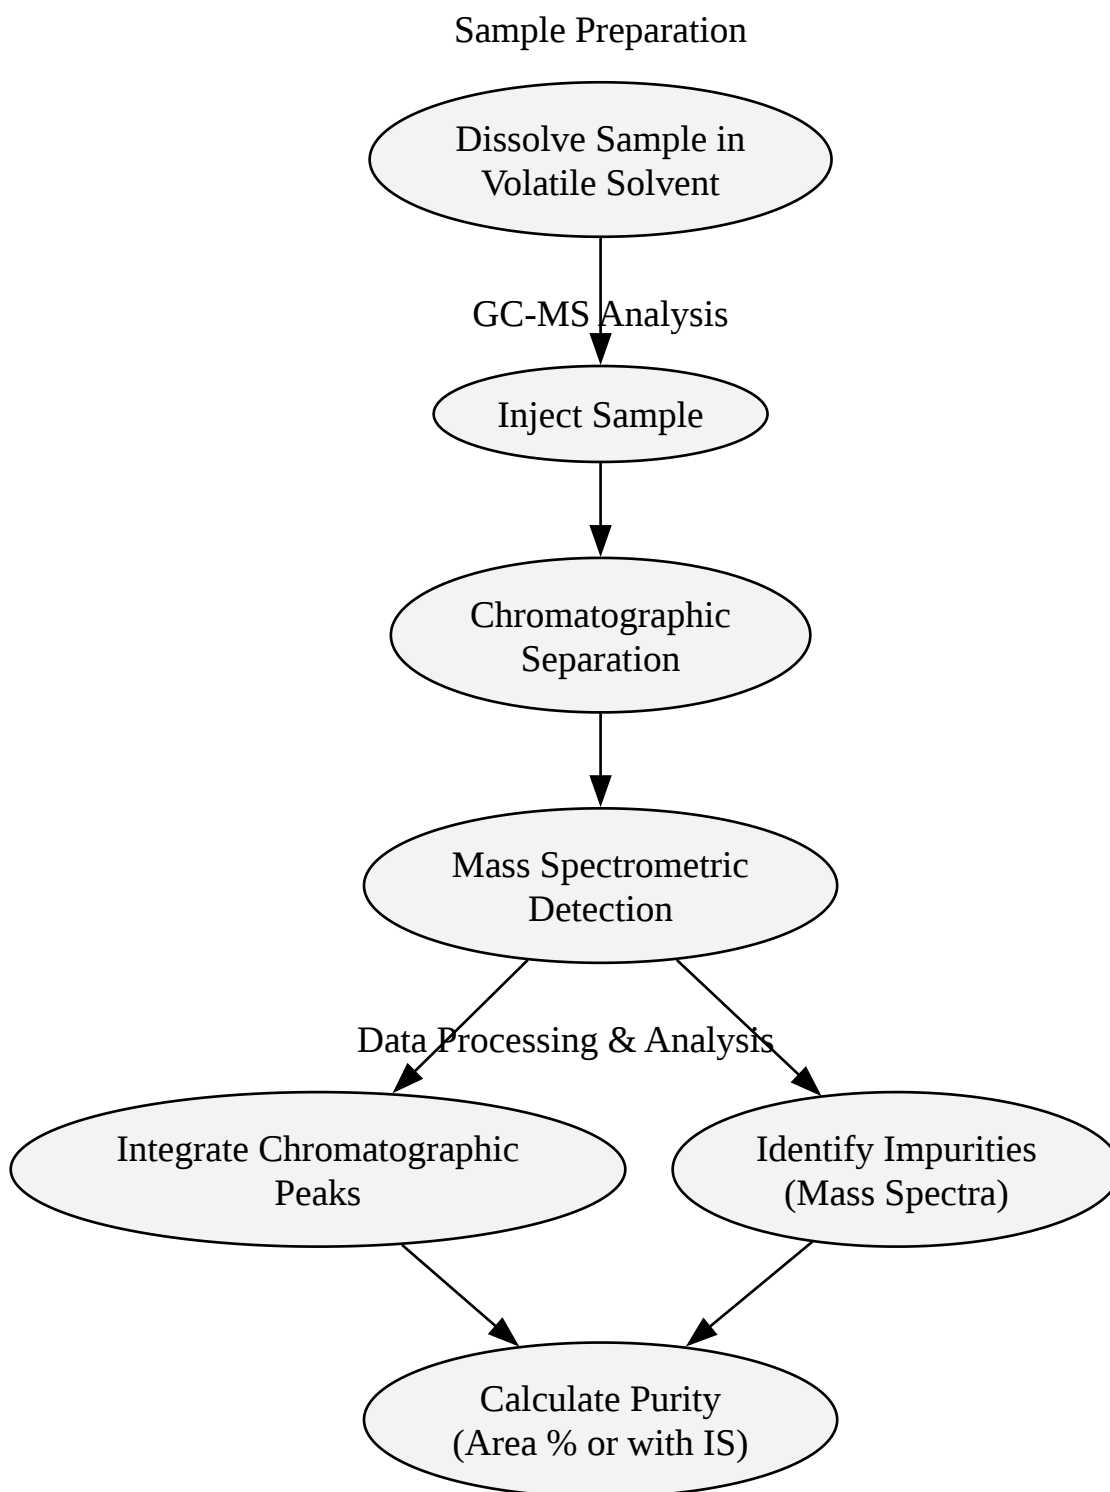 Sample Preparation
Dissolve Sample in
Volatile Solvent
GC-MS Analysis
Inject Sample
Chromatographic
Separation
Mass Spectrometric
Detection
Data Processing & Analysis
Integrate Chromatographic
Peaks
Identify Impurities
(Mass Spectra)
Calculate Purity
(Area % or with IS)